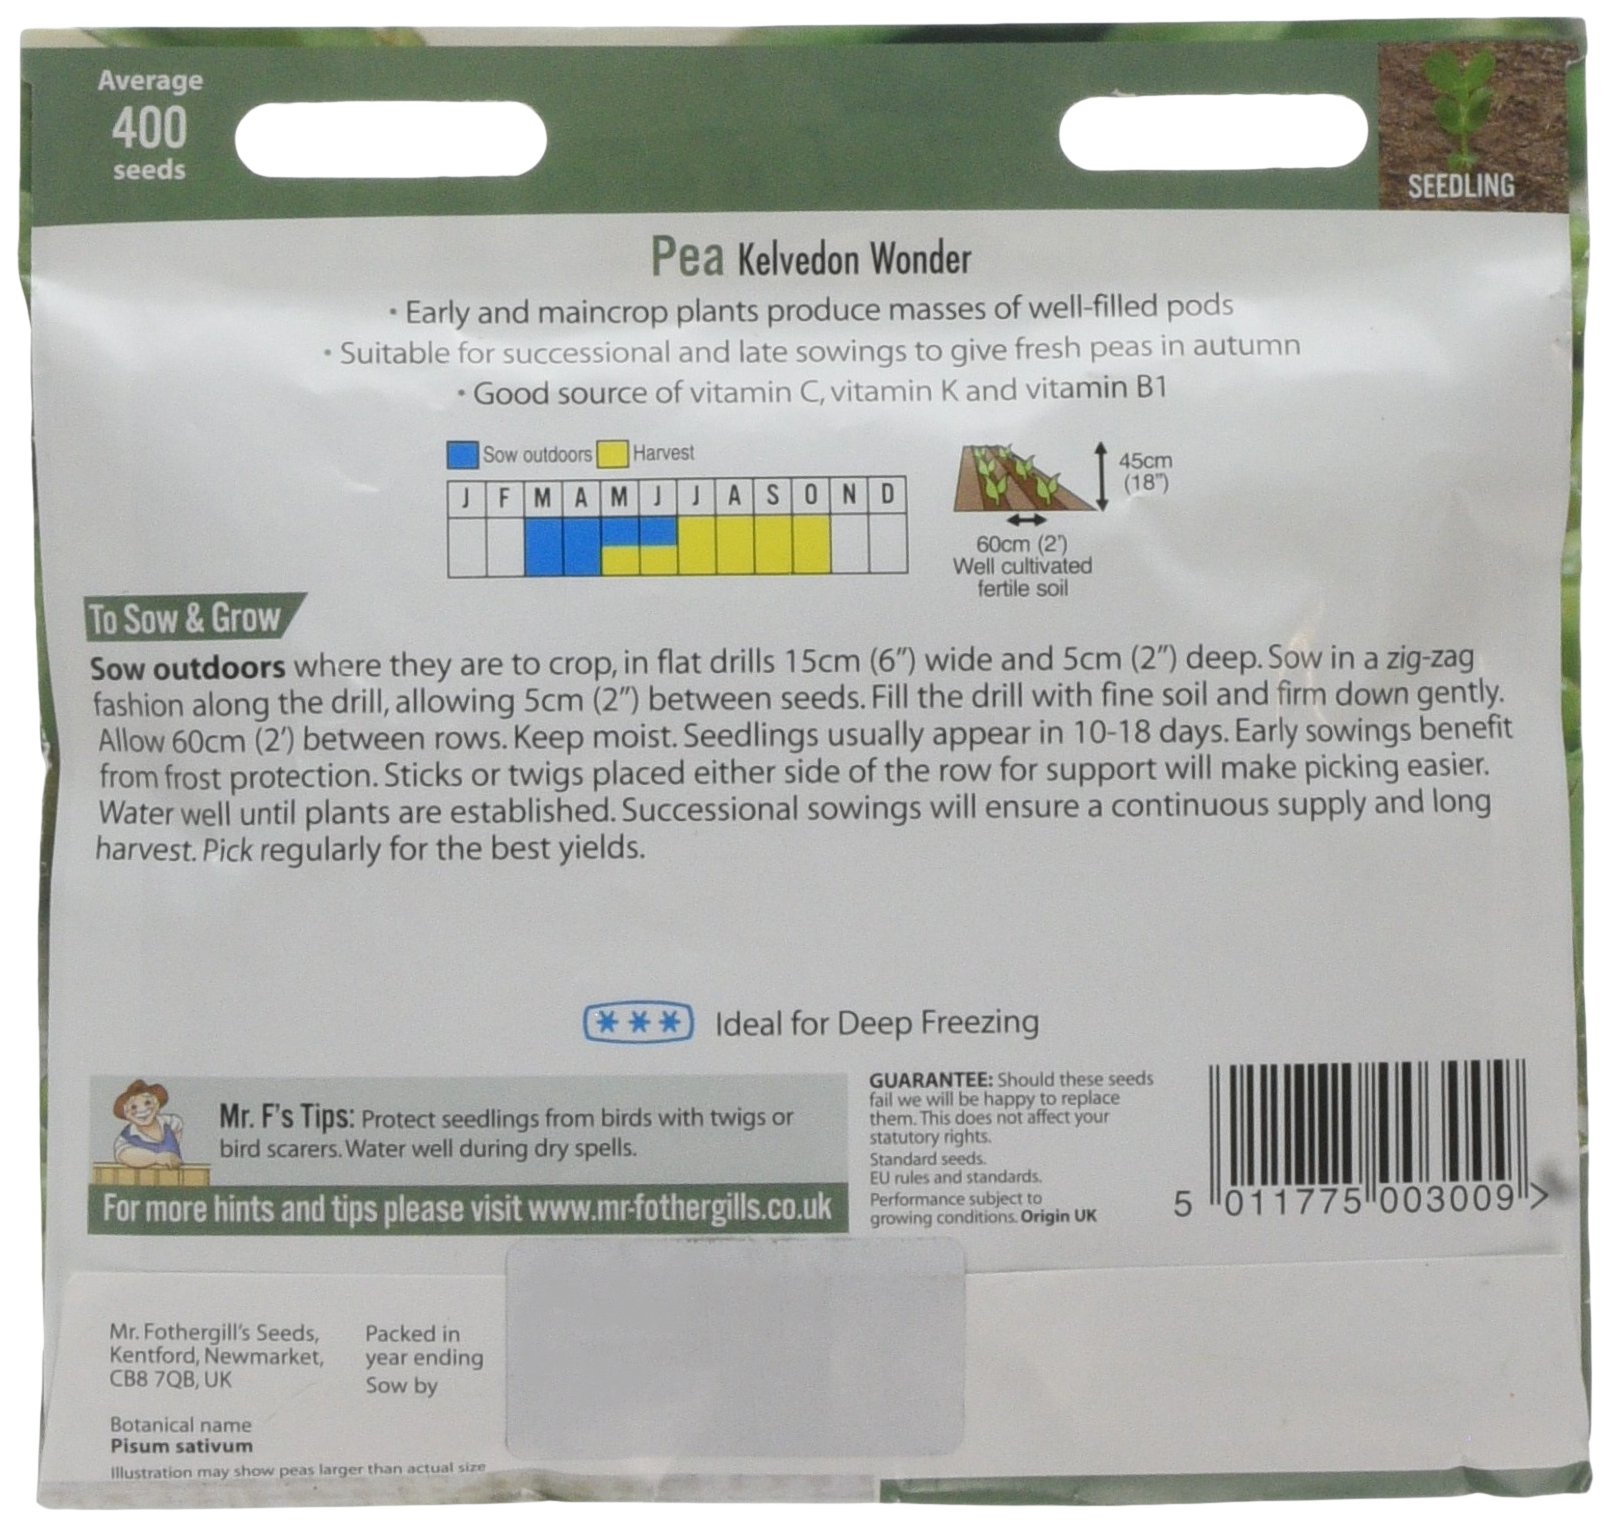 Average
400
seeds
SEEDLING
Pea Kelvedon Wonder
• Early and maincrop plants produce masses of well-filled pods
• Suitable for successional and late sowings to give fresh peas in autumn
• Good source of vitamin C, vitamin K and vitamin B1
Sow outdoors Harvest
J F M A M J J A S O N D
45cm
(18")
60cm (2')
Well cultivated
fertile soil
To Sow & Grow
Sow outdoors where they are to crop, in flat drills 15cm (6") wide and 5cm (2") deep. Sow in a zig-zag
fashion along the drill, allowing 5cm (2") between seeds. Fill the drill with fine soil and firm down gently.
Allow 60cm (2') between rows. Keep moist. Seedlings usually appear in 10-18 days. Early sowings benefit
from frost protection. Sticks or twigs placed either side of the row for support will make picking easier.
Water well until plants are established. Successional sowings will ensure a continuous supply and long
harvest. Pick regularly for the best yields.
*** Ideal for Deep Freezing
Mr. F's Tips: Protect seedlings from birds with twigs or
bird scarers. Water well during dry spells.
For more hints and tips please visit www.mr-fothergills.co.uk
GUARANTEE: Should these seeds
fail we will be happy to replace
them. This does not affect your
statutory rights.
Standard seeds.
EU rules and standards.
Performance subject to
growing conditions. Origin UK
5 011775 003009 >
Mr. Fothergill's Seeds,
Kentford, Newmarket,
CB8 7QB, UK
Packed in
year ending
Sow by
Botanical name
Pisum sativum
Illustration may show peas larger than actual size